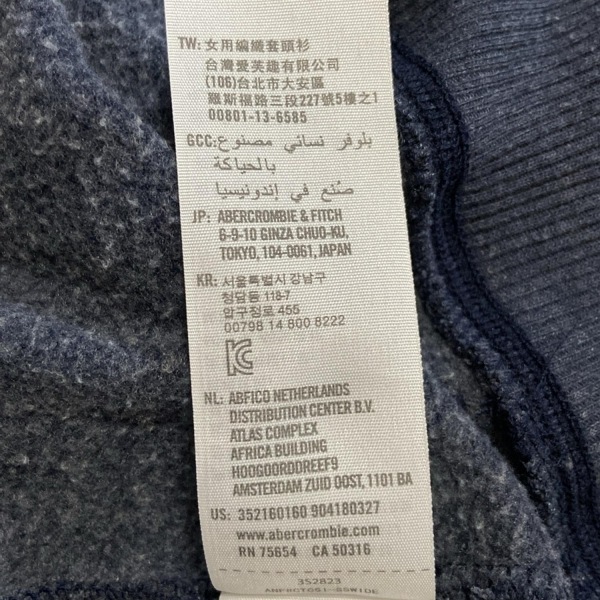 TW: 女用編織套頭衫
台灣愛芙趣有限公司
(106)台北市大安區
羅斯福路三段227號5樓之1
00801-13-6585
GCC: بلوفر نسائي مصنوع
بالحياكة
صُنع في إندونيسيا
JP: ABERCROMBIE & FITCH
6-9-10 GINZA CHUO-KU,
TOKYO, 104-0061, JAPAN
KR: 서울특별시 강남구
청담동 118-7
압구정로 455
00798 14 800 8222
NL: ABFICO NETHERLANDS
DISTRIBUTION CENTER B.V.
ATLAS COMPLEX
AFRICA BUILDING
HOOGOORDDREEF9
AMSTERDAM ZUID OOST, 1101 BA
US: 352160160 904180327
www.abercrombie.com
RN 75654 CA 50316
352823